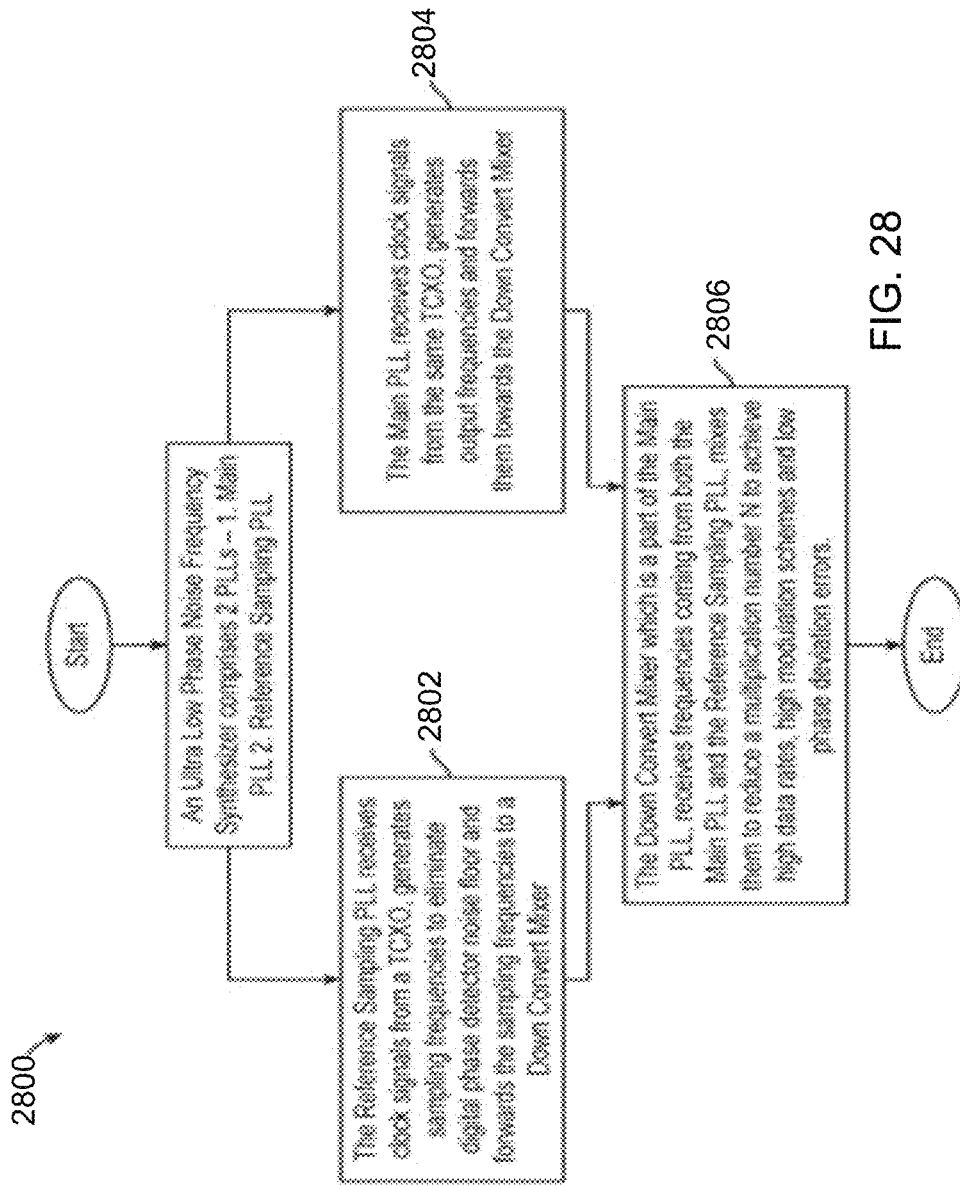 2800
Start
An Ultra Low Phase Noise Frequency
Synthesizer comprises 2 PLLs – 1. Main
PLL 2. Reference Sampling PLL
2802
The Reference Sampling PLL receives
clock signals from a TCXO, generates
sampling frequencies to eliminate
digital phase detector noise floor and
forwards the sampling frequencies to a
Down Convert Mixer
2804
The Main PLL receives clock signals
from the same TCXO, generates
output frequencies and forwards
them towards the Down Convert Mixer
2806
The Down Convert Mixer which is a part of the Main
PLL, receives frequencies coming from both the
Main PLL and the Reference Sampling PLL, mixes
them to reduce a multiplication number N to achieve
high data rates, high modulation schemes and low
phase deviation errors.
End
FIG. 28